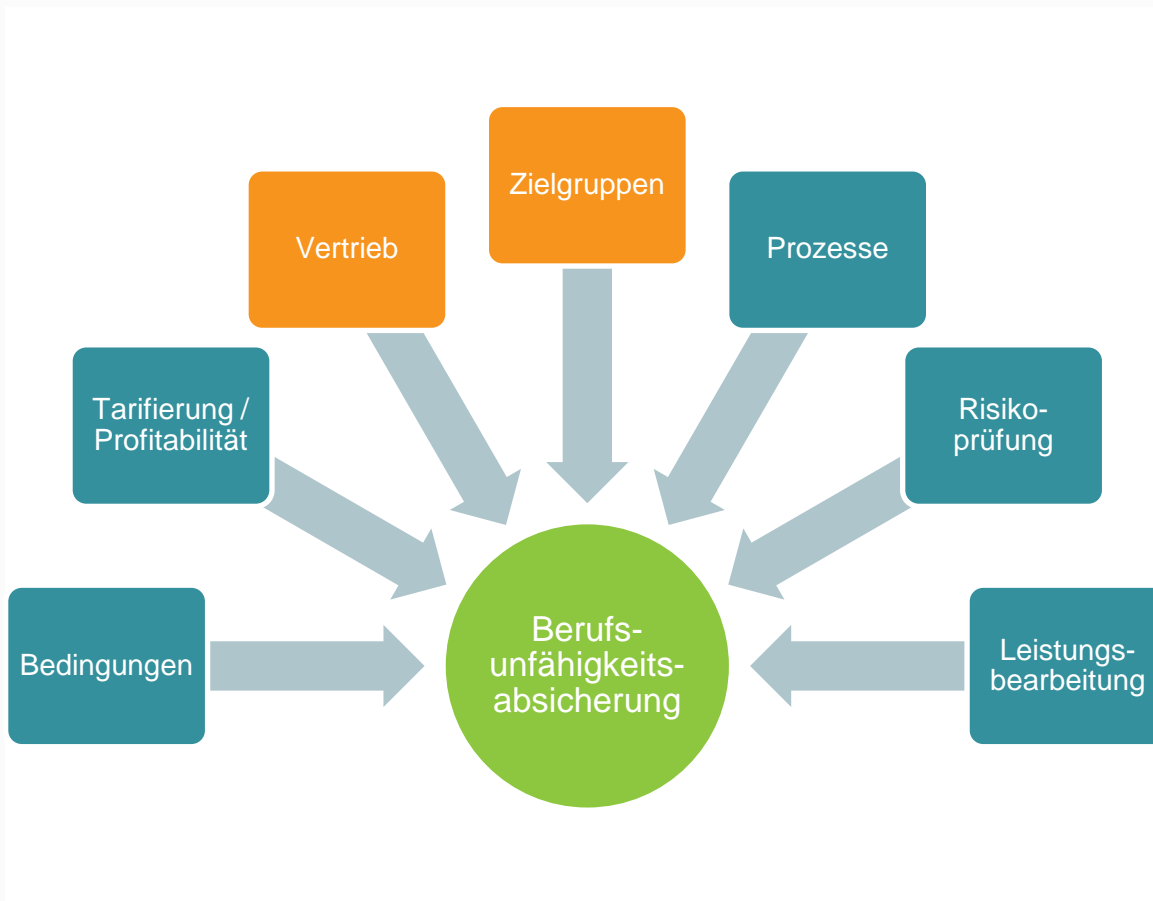 Zielgruppen
Vertrieb
Prozesse
Tarifierung /
Profitabilität
Risiko-
prüfung
Bedingungen
Berufs-
unfähigkeits-
absicherung
Leistungs-
bearbeitung